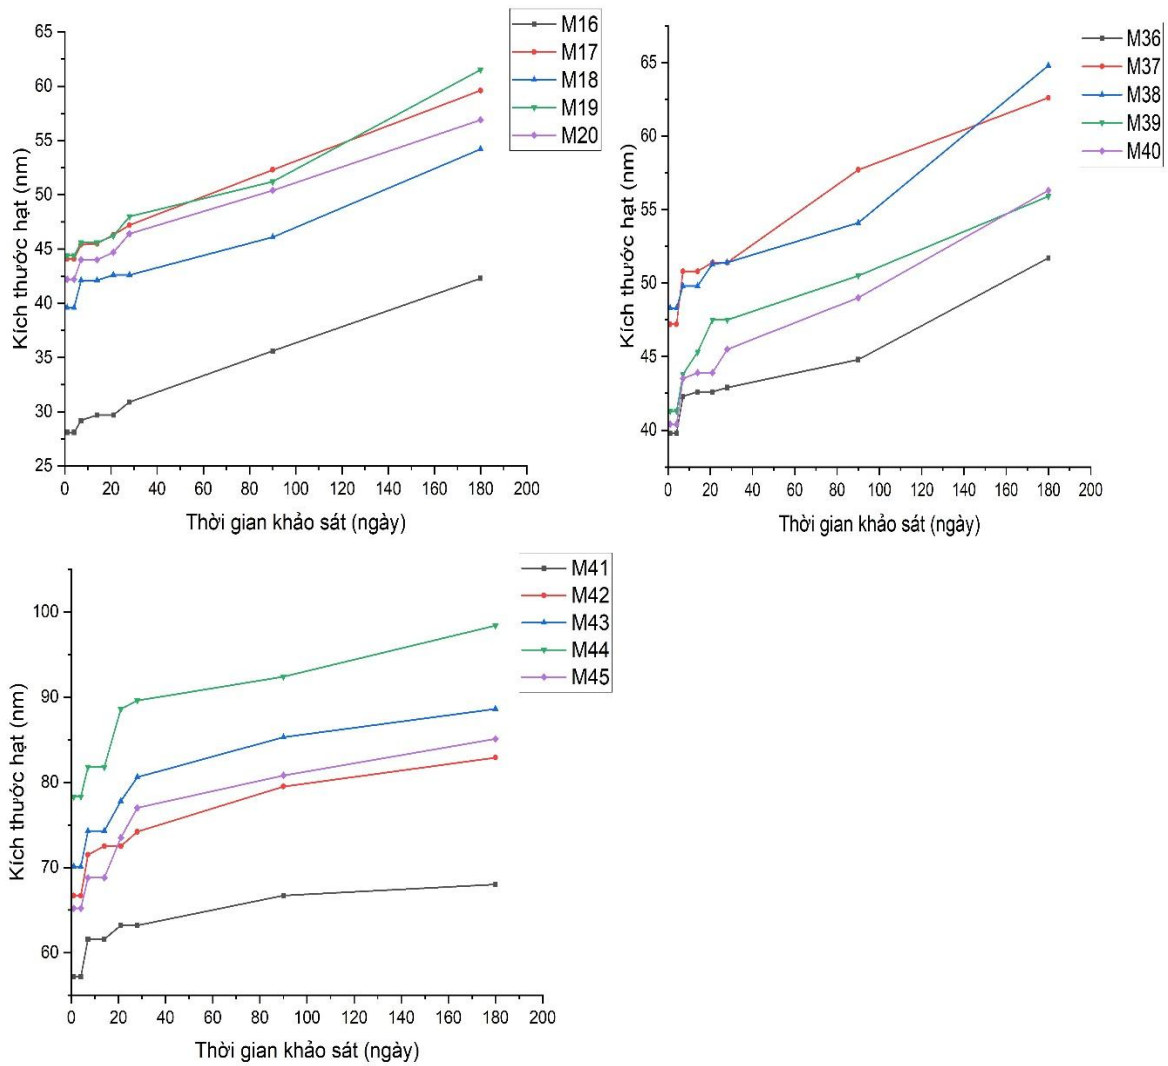 M16
M17
M18
M19
M20
65
60
55
50
45
40
35
30
25
Kích thước hạt (nm)
0 20 40 60 80 100 120 140 160 180 200
Thời gian khảo sát (ngày)
M36
M37
M38
M39
M40
65
60
55
50
45
40
Kích thước hạt (nm)
0 20 40 60 80 100 120 140 160 180 200
Thời gian khảo sát (ngày)
M41
M42
M43
M44
M45
100
90
80
70
60
Kích thước hạt (nm)
0 20 40 60 80 100 120 140 160 180 200
Thời gian khảo sát (ngày)